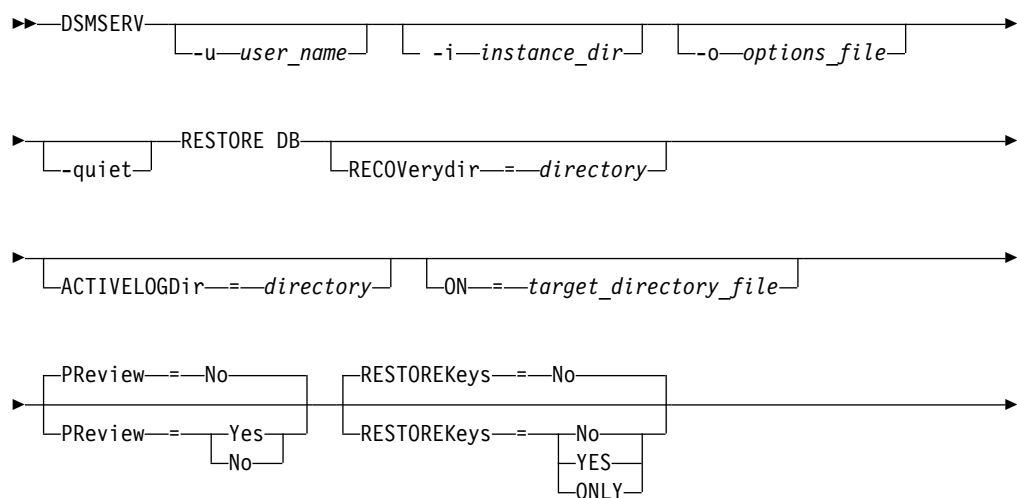 DSMSERV
-u user_name -i instance_dir -o options_file
-quiet RESTORE DB RECOVerydir = directory
ACTIVELOGDir = directory ON = target_directory_file
PReview = No RESTOREKeys = No
PReview = Yes RESTOREKeys = No
No YES
ONLY